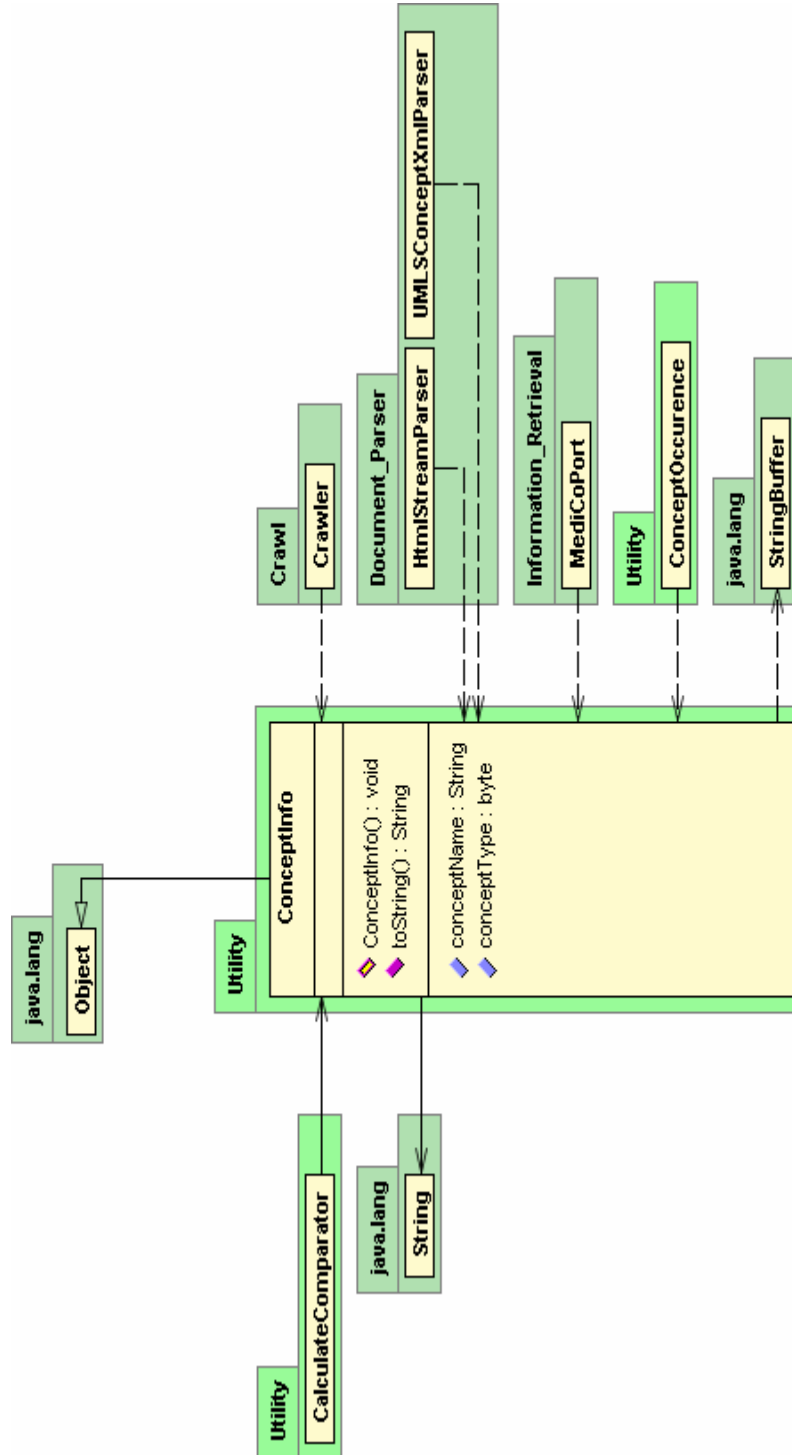 java.lang
Object
Utility
CalculateComparator
java.lang
String
Utility
ConceptInfo
ConceptInfo() : void
toString() : String
conceptName : String
conceptType : byte
Crawl
Crawler
Document_Parser
HtmlStreamParser
UMLSConceptXmlParser
Information_Retrieval
MediCoPort
Utility
ConceptOccurence
java.lang
StringBuffer